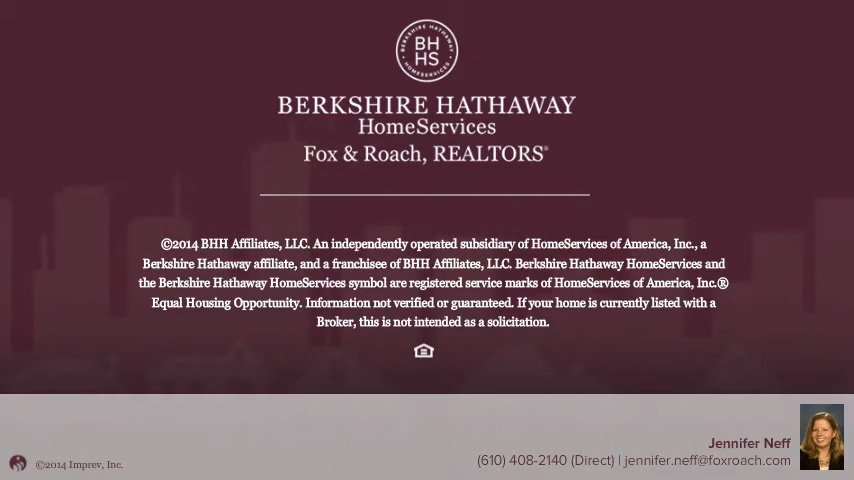 BERKSHIRE HATHAWAY
HOMESERVICES
BH
HS
BERKSHIRE HATHAWAY
HomeServices
Fox & Roach, REALTORS®
©2014 BHH Affiliates, LLC. An independently operated subsidiary of HomeServices of America, Inc., a
Berkshire Hathaway affiliate, and a franchisee of BHH Affiliates, LLC. Berkshire Hathaway HomeServices and
the Berkshire Hathaway HomeServices symbol are registered service marks of HomeServices of America, Inc.®
Equal Housing Opportunity. Information not verified or guaranteed. If your home is currently listed with a
Broker, this is not intended as a solicitation.
Jennifer Neff
(610) 408-2140 (Direct) | jennifer.neff@foxroach.com
©2014 Imprev, Inc.